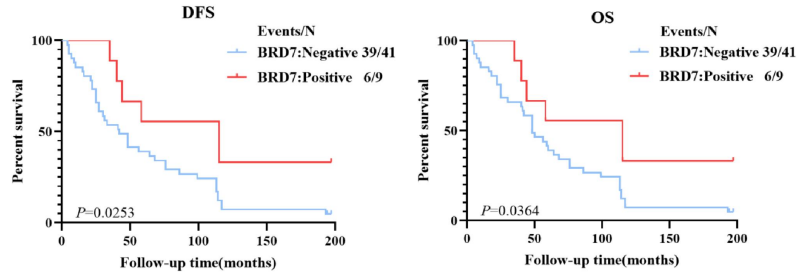 DFS
Events/N
BRD7:Negative 39/41
BRD7:Positive 6/9
Percent survival
100
50
0
P=0.0253
0 50 100 150 200
Follow-up time(months)
OS
Events/N
BRD7:Negative 39/41
BRD7:Positive 6/9
Percent survival
100
50
0
P=0.0364
0 50 100 150 200
Follow-up time(months)